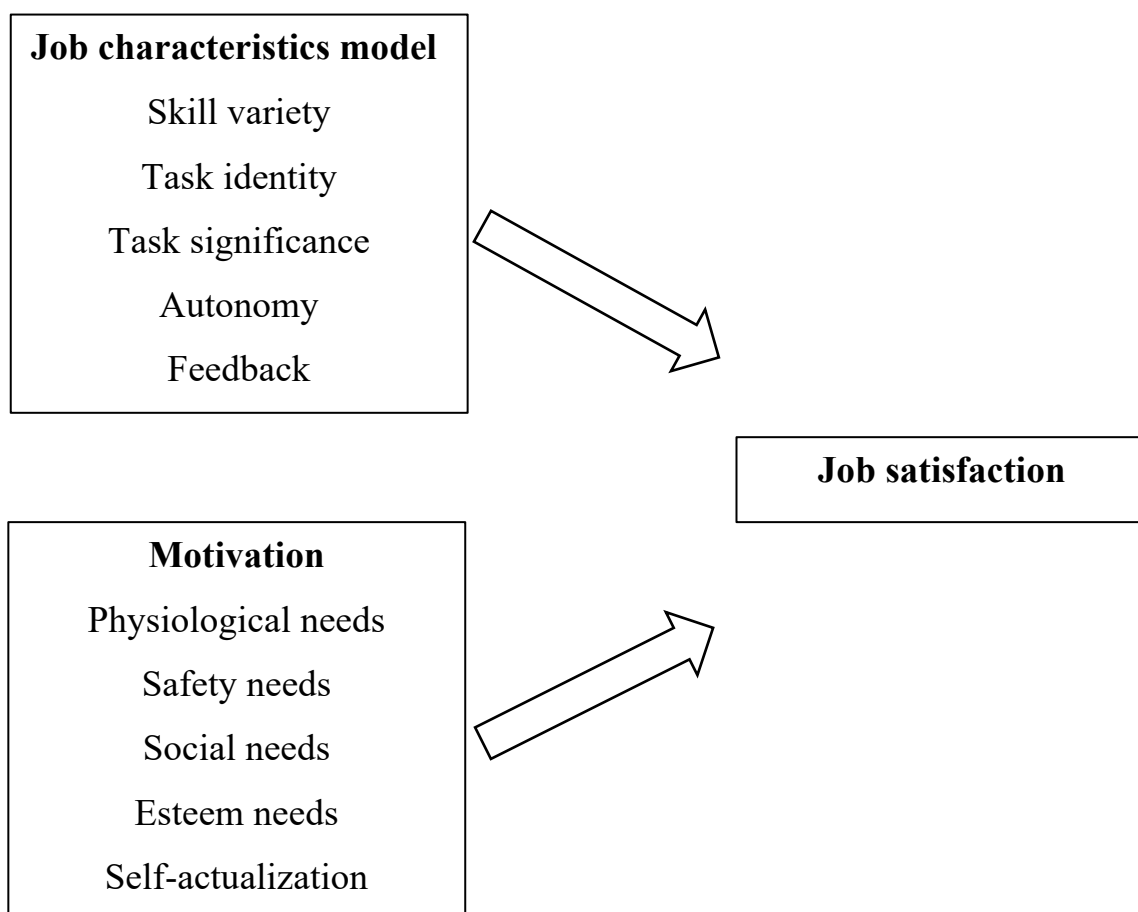 Job characteristics model
Skill variety
Task identity
Task significance
Autonomy
Feedback
Job satisfaction
Motivation
Physiological needs
Safety needs
Social needs
Esteem needs
Self-actualization